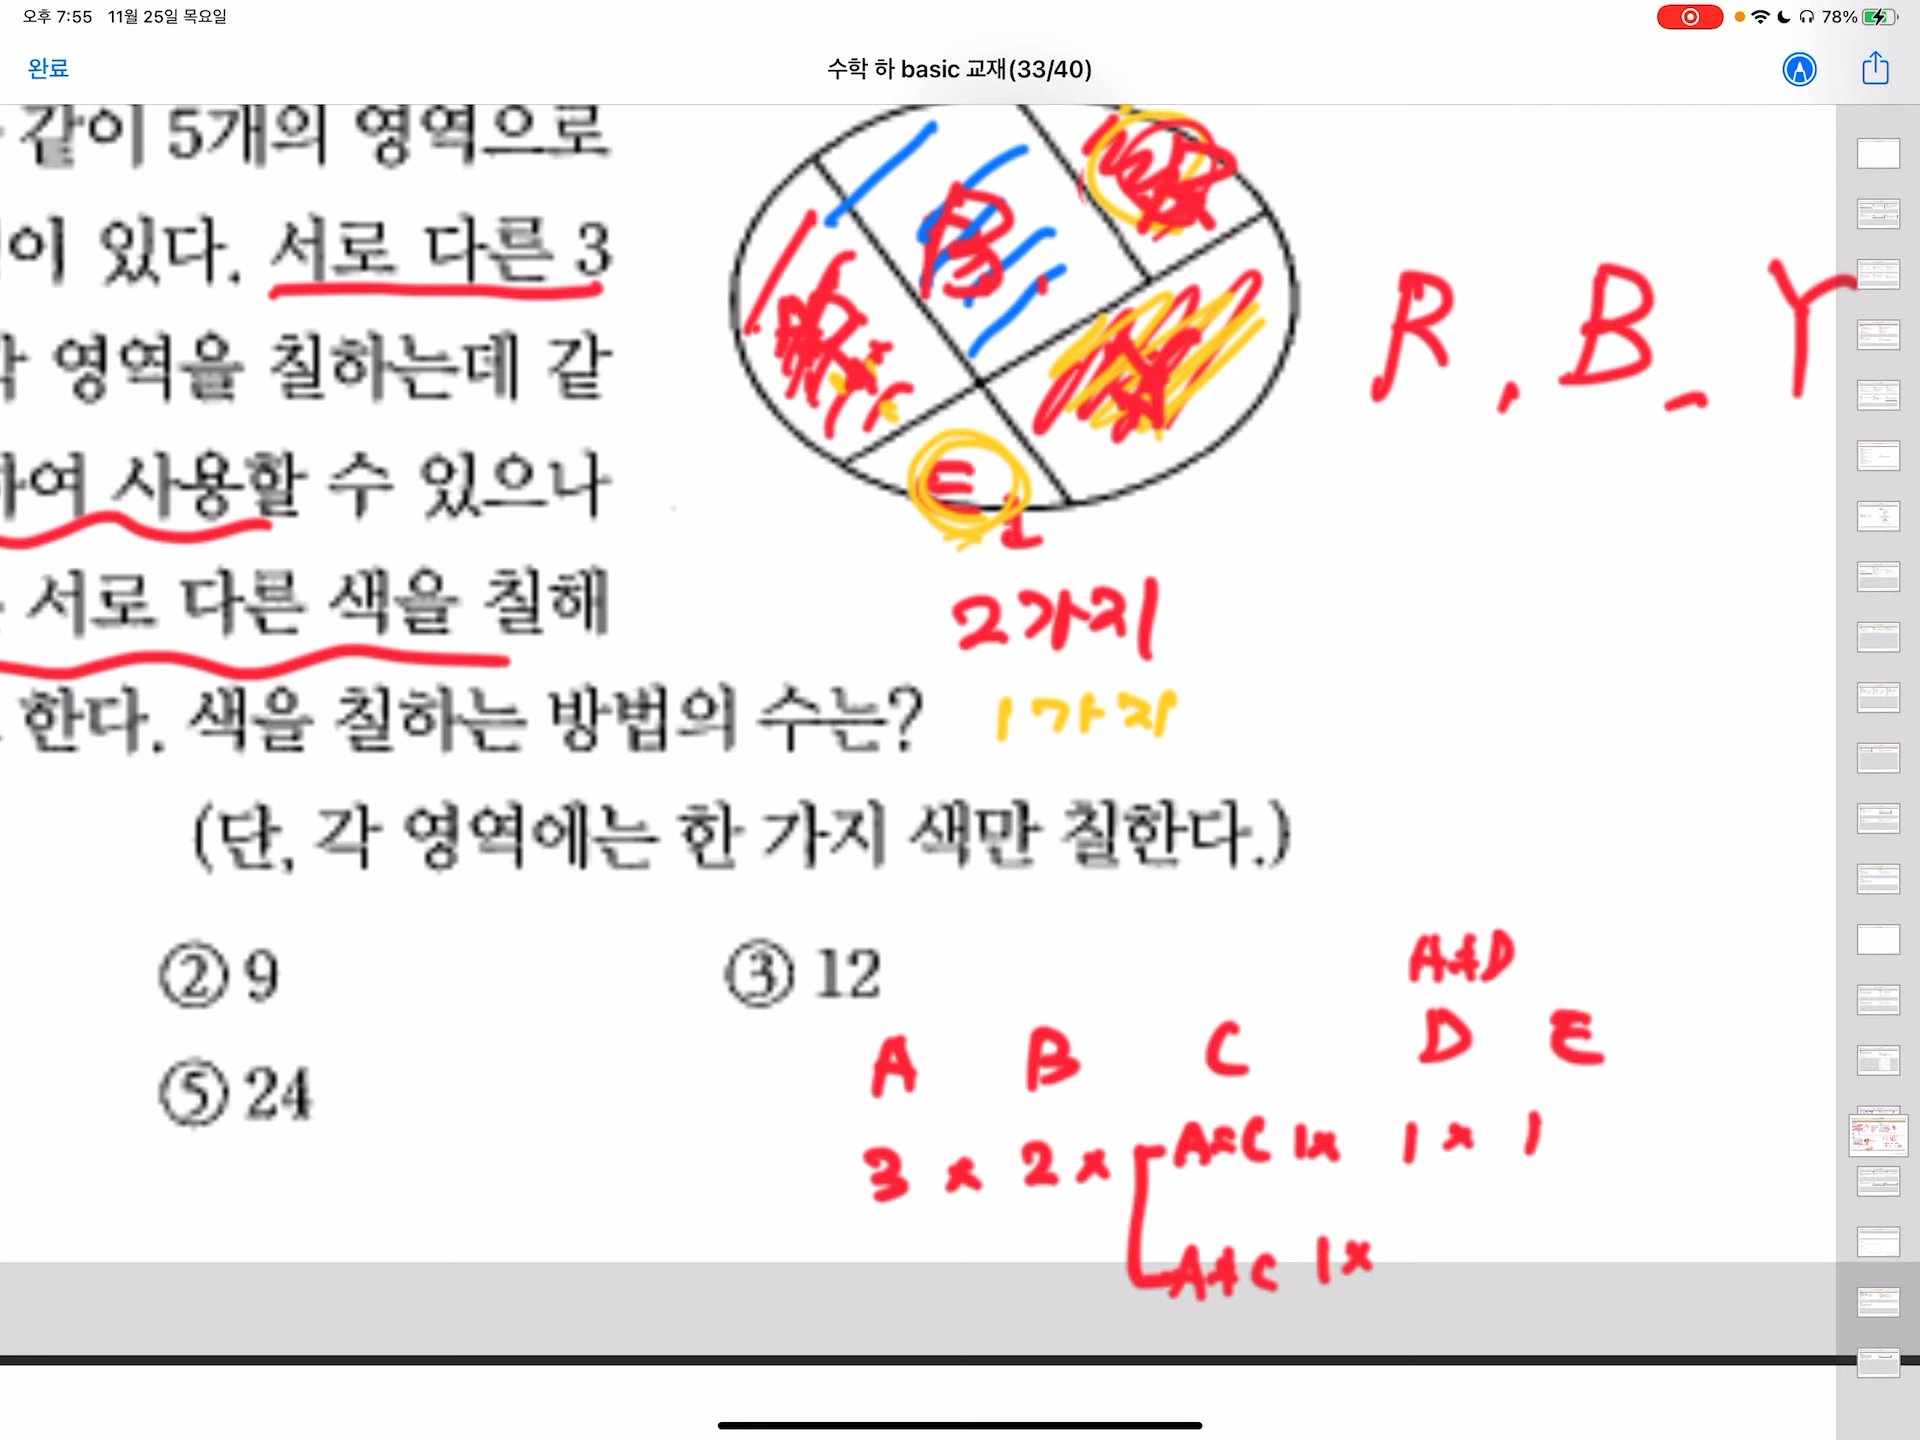 오후 7:55 11월 25일 목요일
78%
완료
수학 하 basic 교재(33/40)
같이 5개의 영역으로
이 있다. 서로 다른 3
각 영역을 칠하는데 같
하여 사용할 수 있으나
서로 다른 색을 칠해
한다. 색을 칠하는 방법의 수는?
(단, 각 영역에는 한 가지 색만 칠한다.)
② 9
③ 12
⑤ 24
B
E
R, B, Y
2가지
1가지
A≠D
A B C D E
3 x 2 x A=C 1x 1 x 1
A≠C 1x